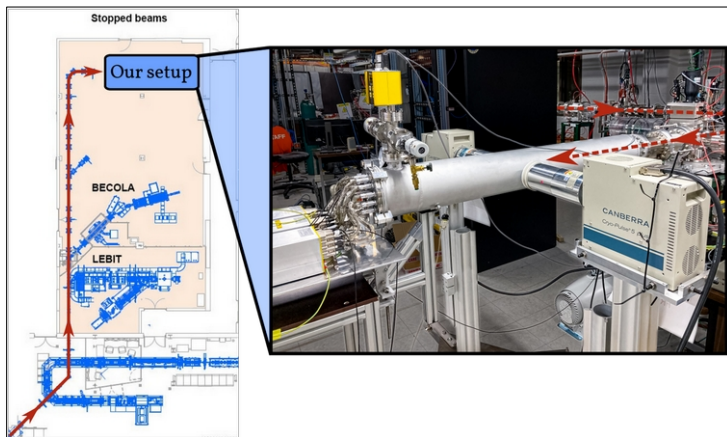 Stopped beams
Our setup
BECOLA
LEBIT
CANBERRA
Cryo-Pulse 5